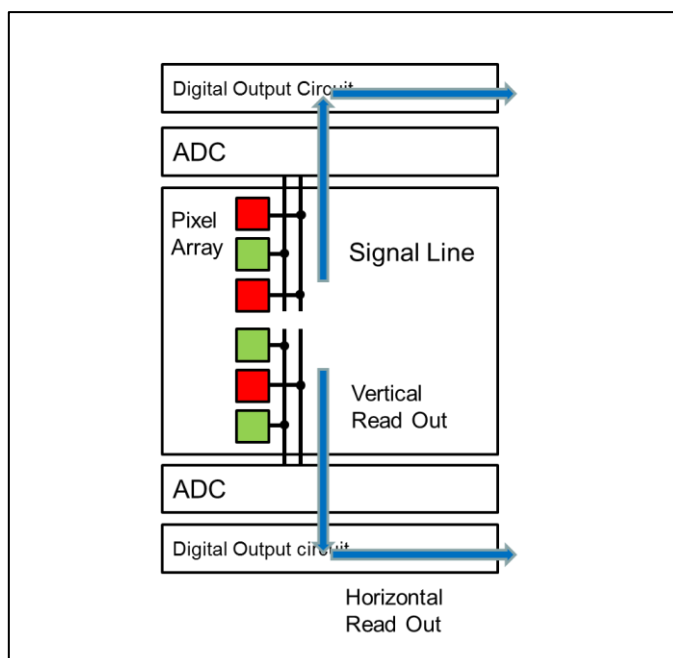 Digital Output Circuit
ADC
Pixel
Array
Signal Line
Vertical
Read Out
ADC
Digital Output circuit
Horizontal
Read Out